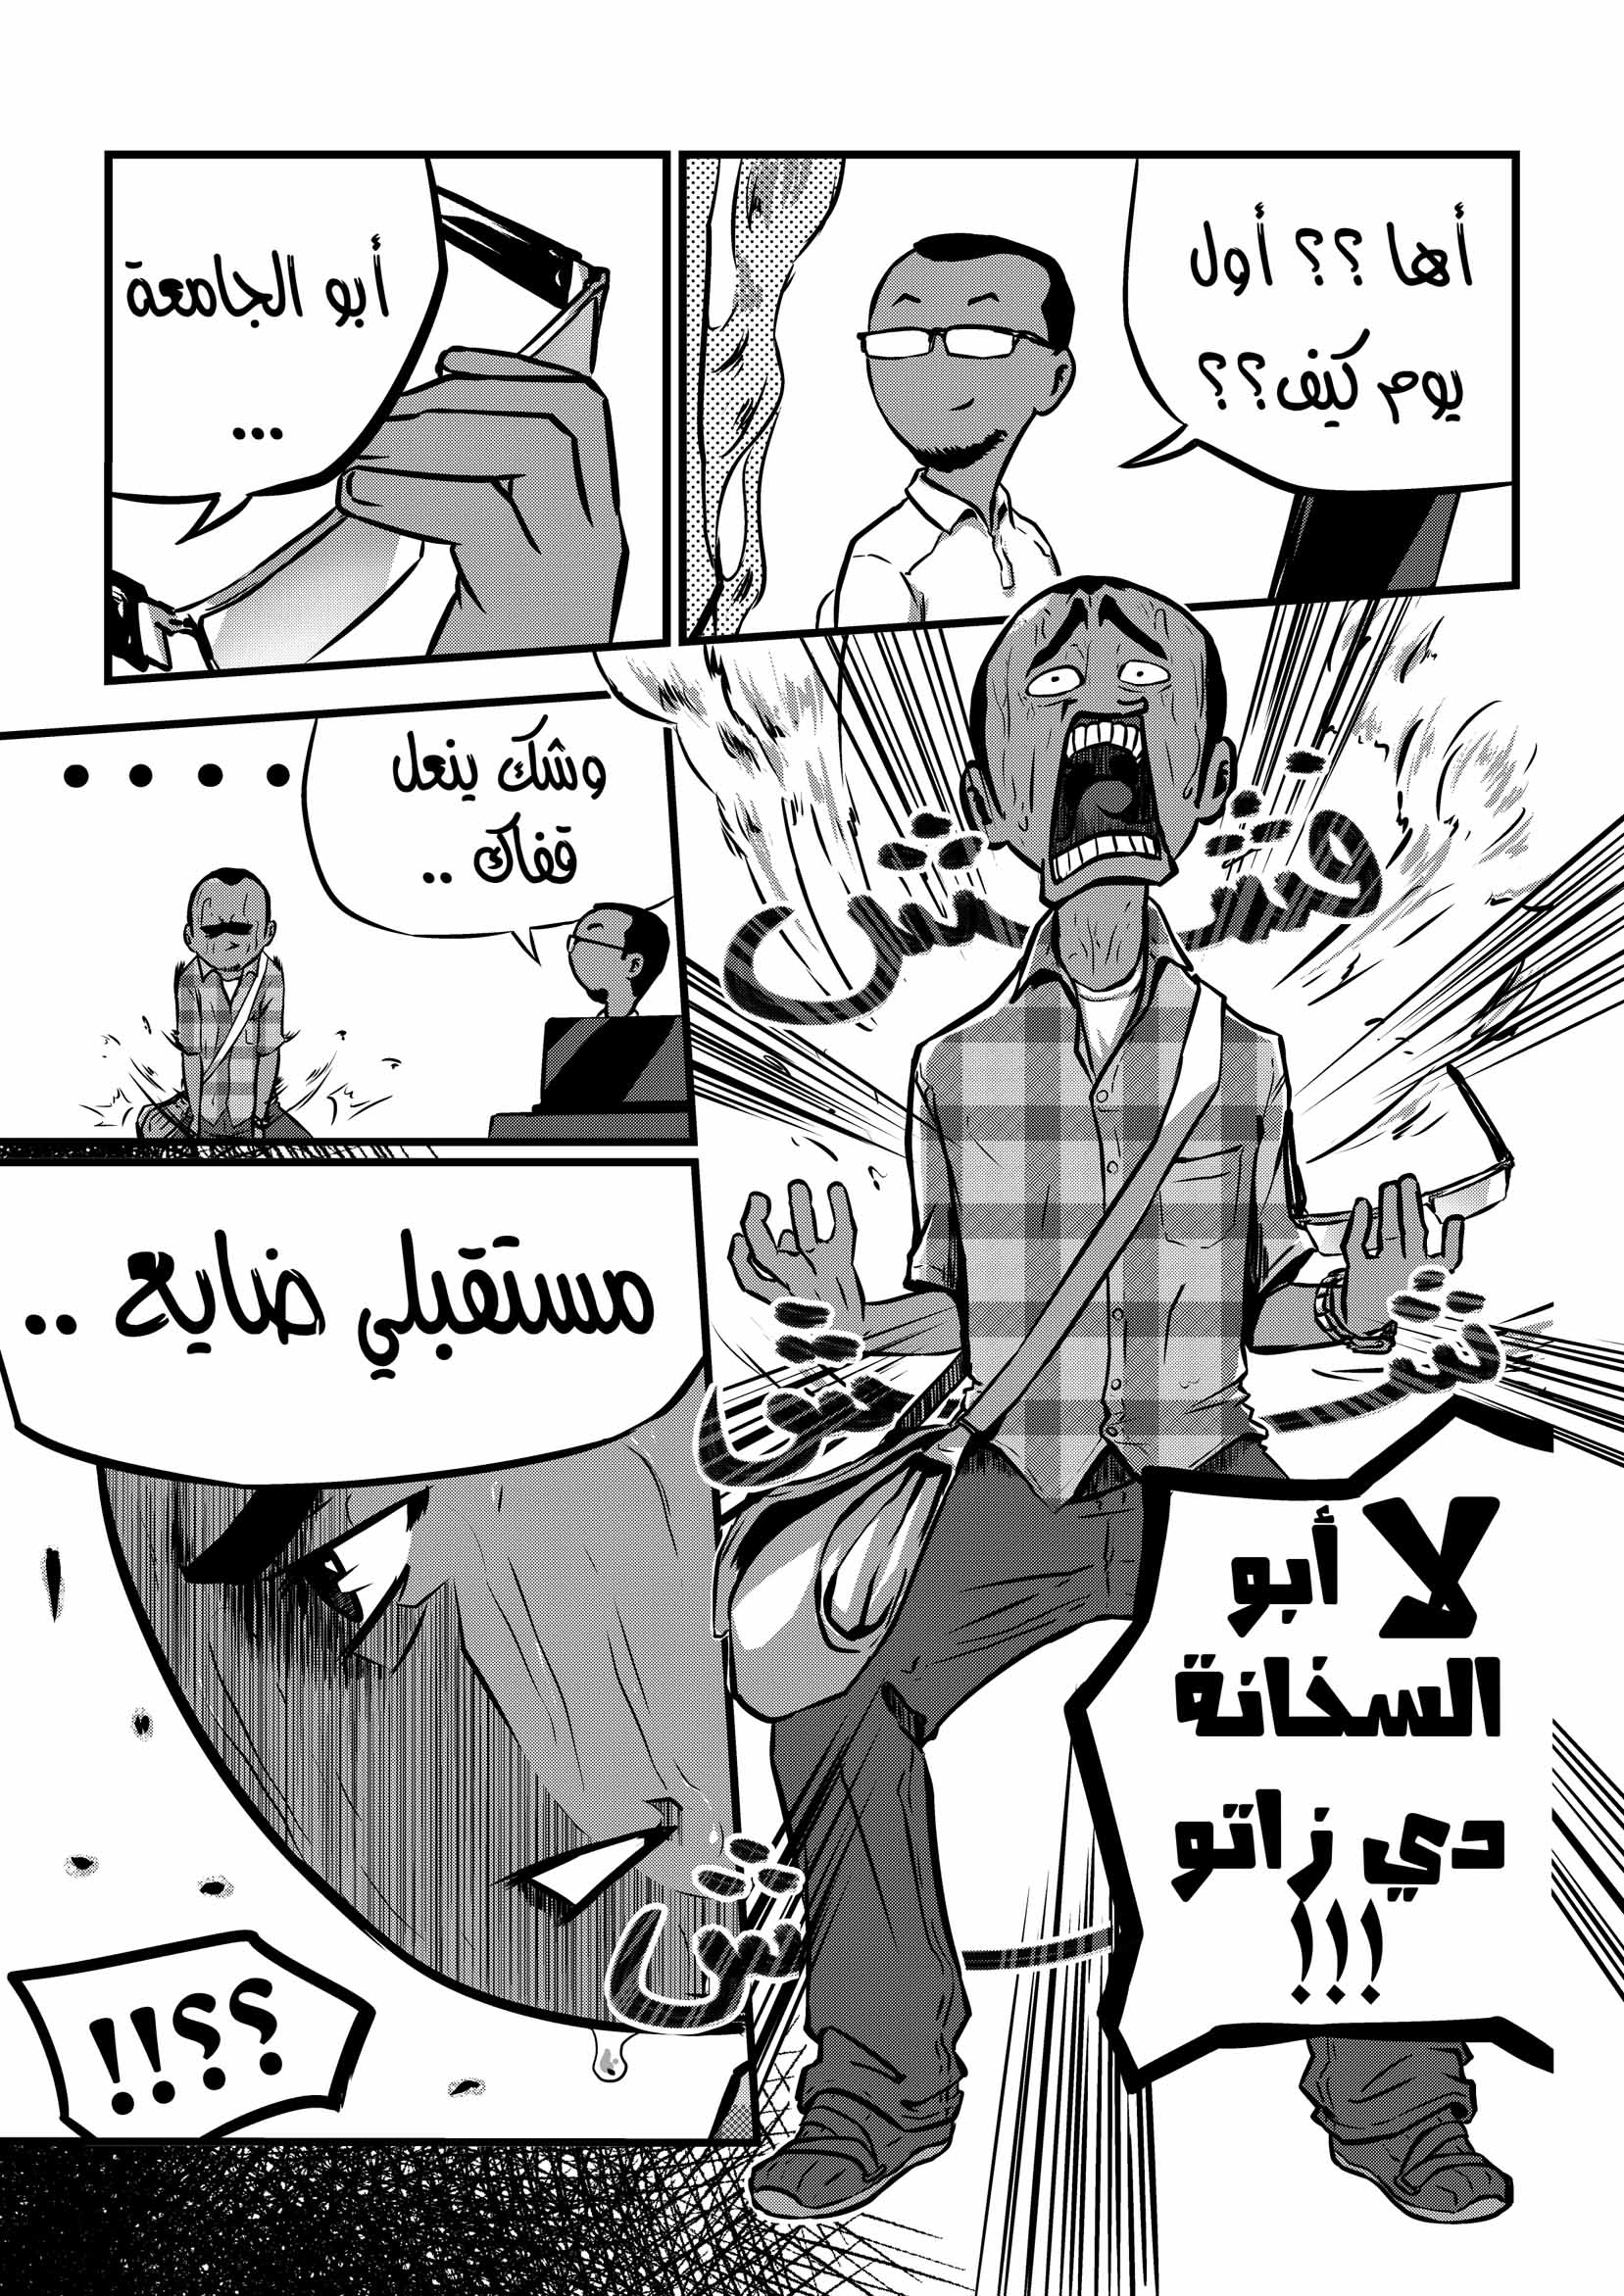 أها ؟؟ أول
يوم كيف؟؟
أبو الجامعة
...
لا أبو
السخانة
دي زاتو
!!!
وشك ينعل
قفاك ..
. . . .
مستقبلي ضايع ..
؟؟!!